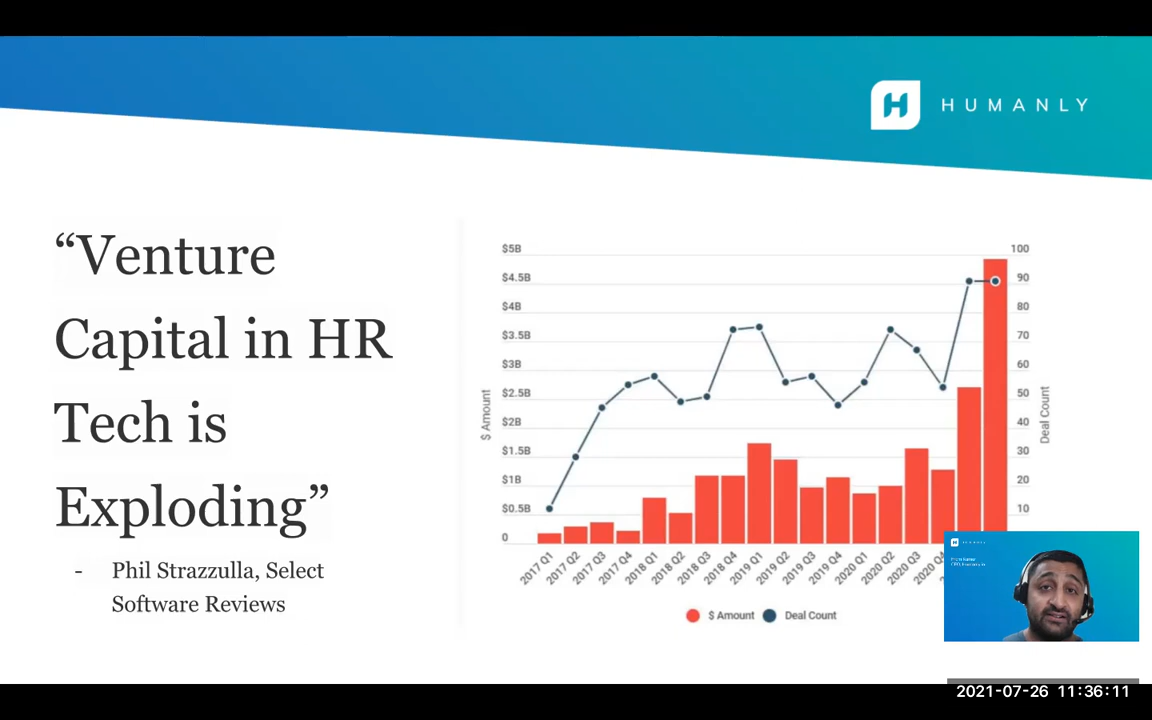 HUMANLY
“Venture
Capital in HR
Tech is
Exploding”
- Phil Strazzulla, Select
Software Reviews
$5B
$4.5B
$4B
$3.5B
$3B
$2.5B
$2B
$1.5B
$1B
$0.5B
0
$ Amount
100
90
80
70
60
50
40
30
20
10
Deal Count
2017 Q1
2017 Q2
2017 Q3
2017 Q4
2018 Q1
2018 Q2
2018 Q3
2018 Q4
2019 Q1
2019 Q2
2019 Q3
2019 Q4
2020 Q1
2020 Q2
2020 Q3
2020 Q4
$ Amount
Deal Count
2021-07-26 11:36:11